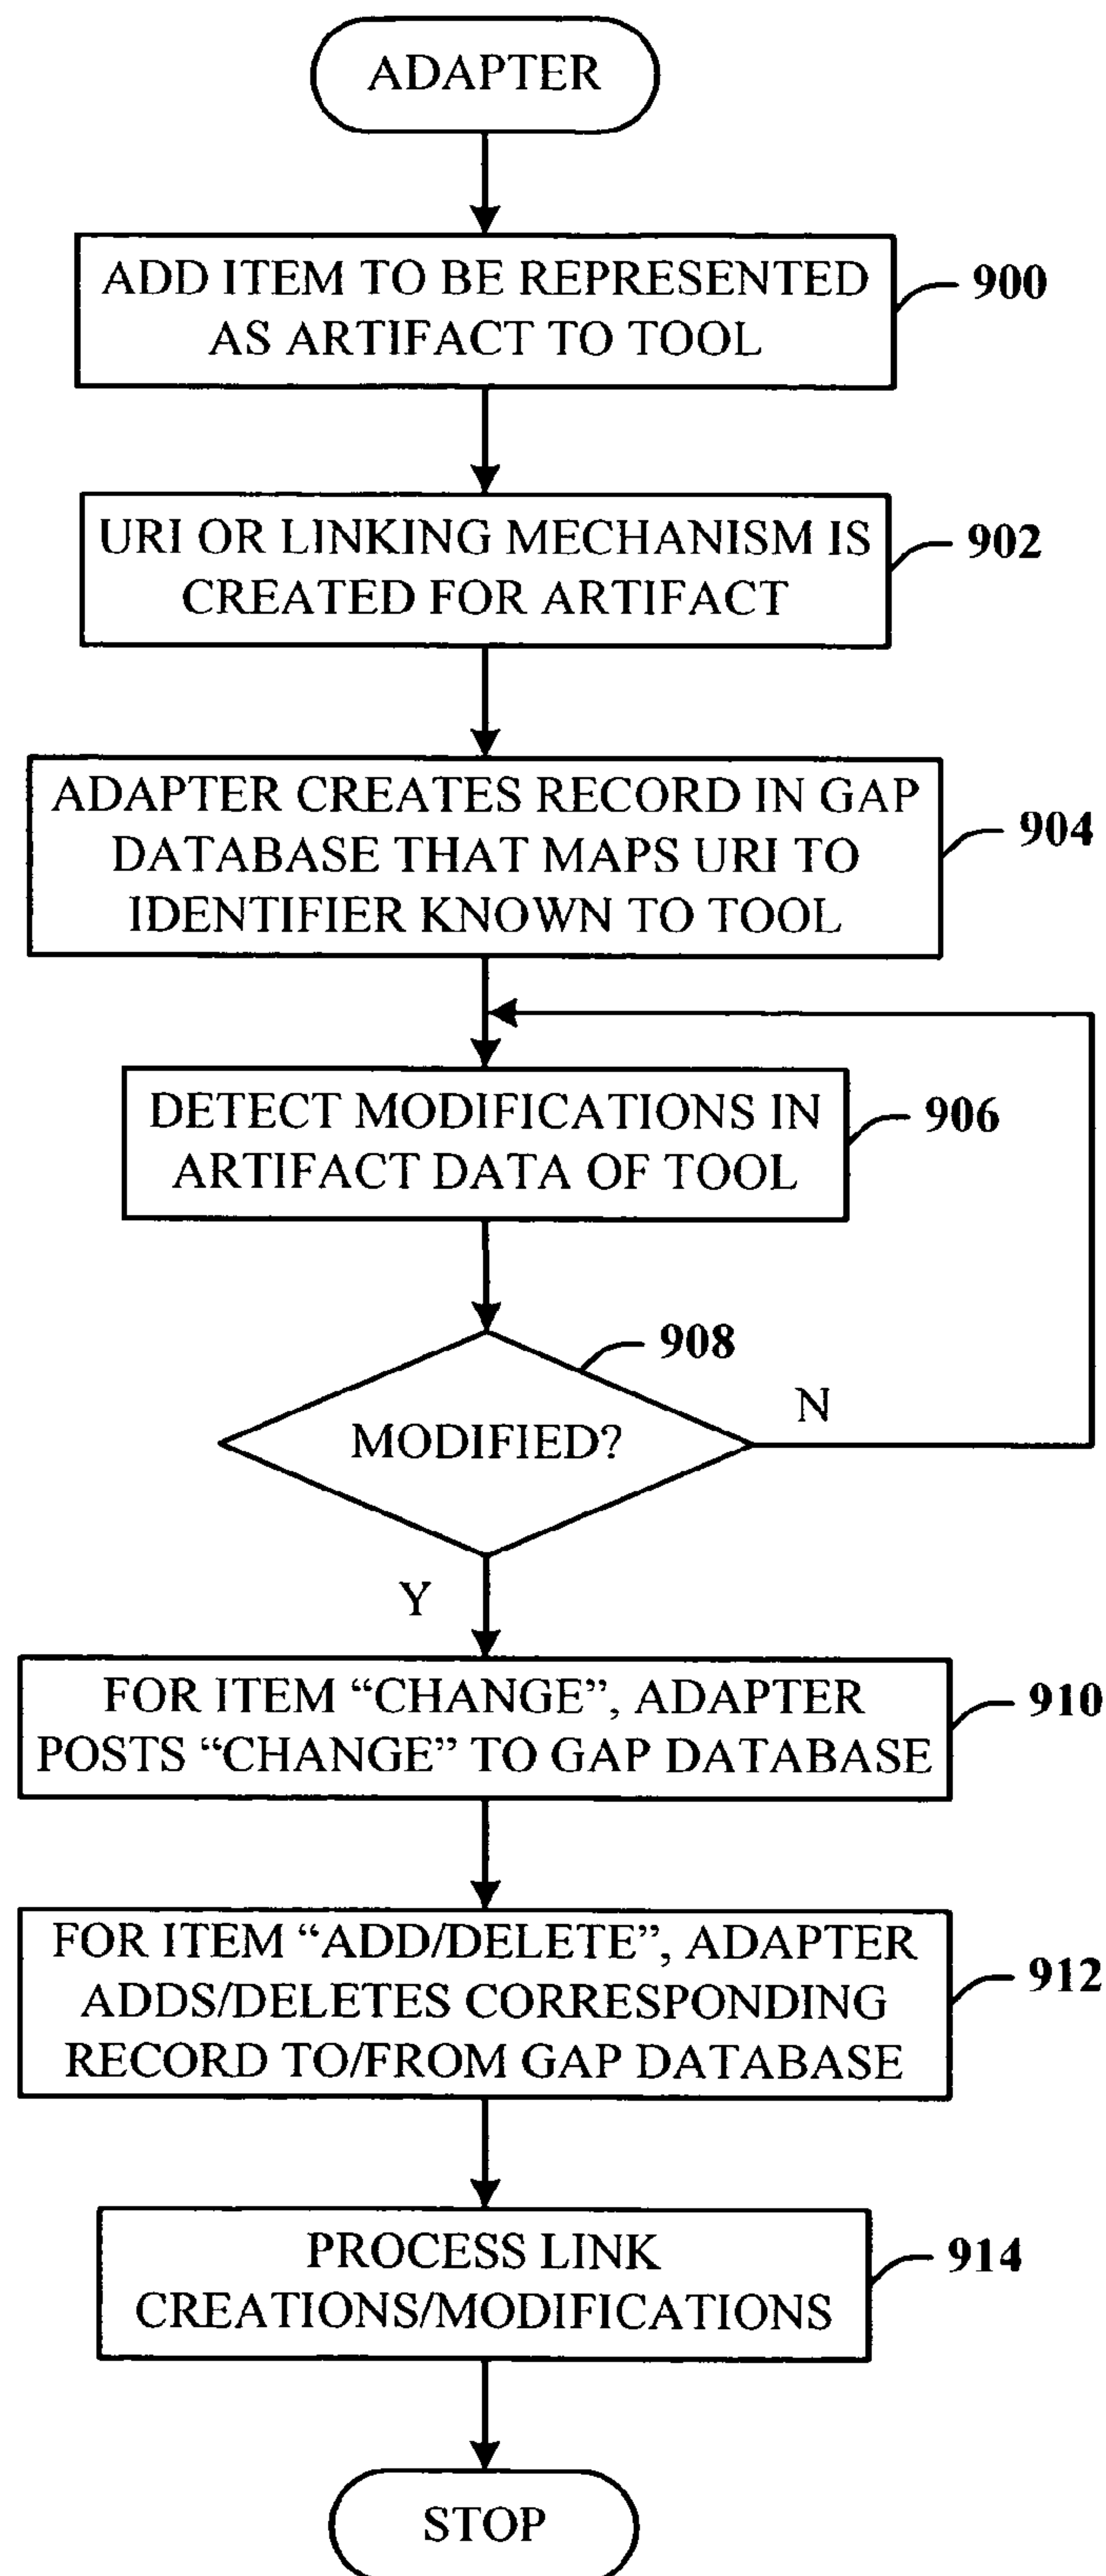 ADAPTER
ADD ITEM TO BE REPRESENTED
AS ARTIFACT TO TOOL
900
URI OR LINKING MECHANISM IS
CREATED FOR ARTIFACT
902
ADAPTER CREATES RECORD IN GAP
DATABASE THAT MAPS URI TO
IDENTIFIER KNOWN TO TOOL
904
DETECT MODIFICATIONS IN
ARTIFACT DATA OF TOOL
906
908
MODIFIED?
N
Y
FOR ITEM “CHANGE”, ADAPTER
POSTS “CHANGE” TO GAP DATABASE
910
FOR ITEM “ADD/DELETE”, ADAPTER
ADDS/DELETES CORRESPONDING
RECORD TO/FROM GAP DATABASE
912
PROCESS LINK
CREATIONS/MODIFICATIONS
914
STOP